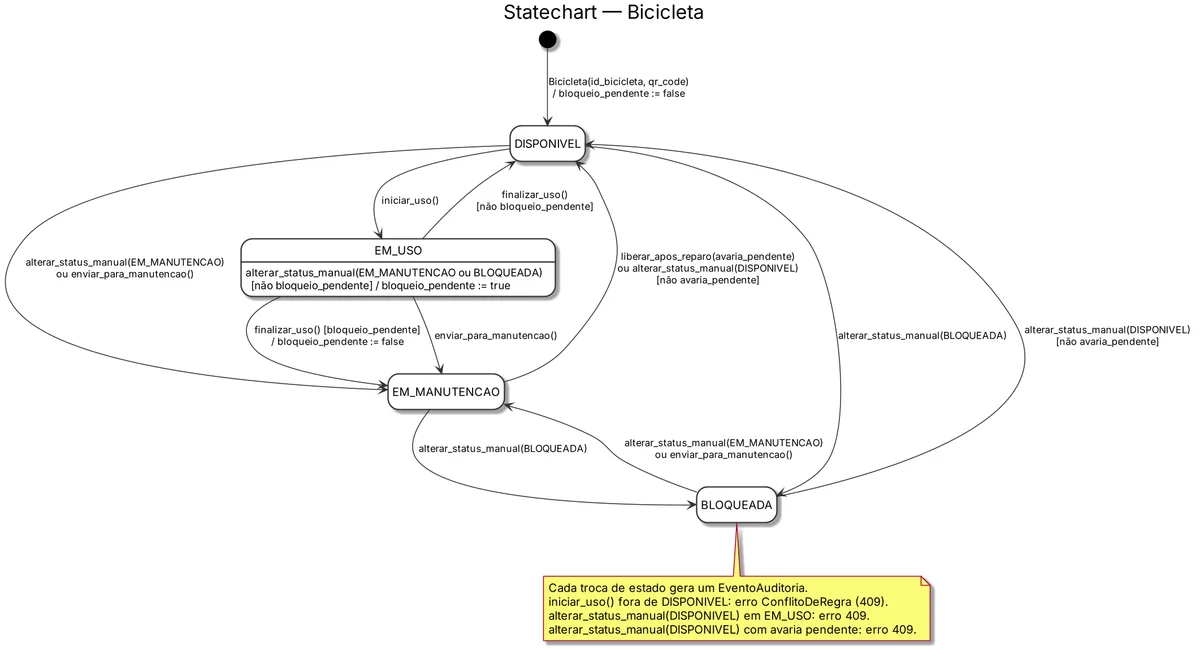 Statechart — Bicicleta
Bicicleta(id_bicicleta, qr_code)
/ bloqueio_pendente := false
DISPONIVEL
iniciar_uso()
finalizar_uso()
[não bloqueio_pendente]
EM_USO
alterar_status_manual(EM_MANUTENCAO ou BLOQUEADA)
[não bloqueio_pendente] / bloqueio_pendente := true
alterar_status_manual(EM_MANUTENCAO)
ou enviar_para_manutencao()
liberar_apos_reparo(avaria_pendente)
ou alterar_status_manual(DISPONIVEL)
[não avaria_pendente]
finalizar_uso() [bloqueio_pendente]
/ bloqueio_pendente := false
enviar_para_manutencao()
alterar_status_manual(BLOQUEADA)
alterar_status_manual(DISPONIVEL)
[não avaria_pendente]
EM_MANUTENCAO
alterar_status_manual(BLOQUEADA)
alterar_status_manual(EM_MANUTENCAO)
ou enviar_para_manutencao()
BLOQUEADA
Cada troca de estado gera um EventoAuditoria.
iniciar_uso() fora de DISPONIVEL: erro ConflitoDeRegra (409).
alterar_status_manual(DISPONIVEL) em EM_USO: erro 409.
alterar_status_manual(DISPONIVEL) com avaria pendente: erro 409.